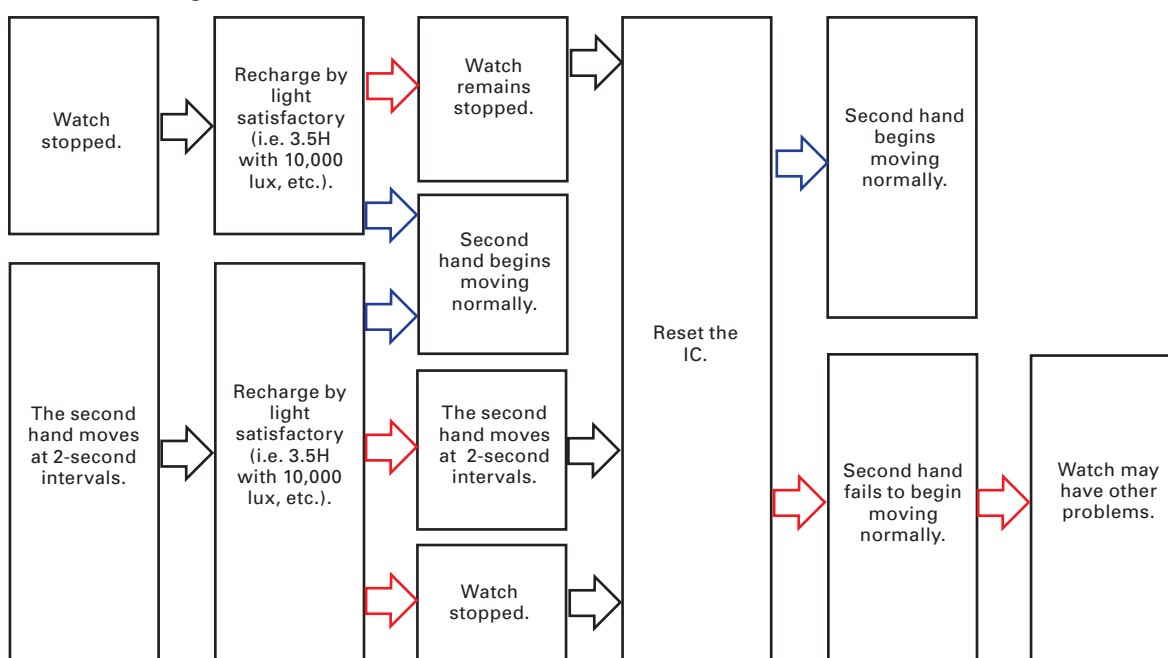 Watch
stopped.
Recharge by
light
satisfactory
(i.e. 3.5H
with 10,000
lux, etc.).
Watch
remains
stopped.
Second
hand begins
moving
normally.
Reset the
IC.
Second hand
begins
moving
normally.
The second
hand moves
at 2-second
intervals.
Recharge by
light
satisfactory
(i.e. 3.5H
with 10,000
lux, etc.).
The second
hand moves
at 2-second
intervals.
Watch
stopped.
Second hand
fails to begin
moving
normally.
Watch may
have other
problems.